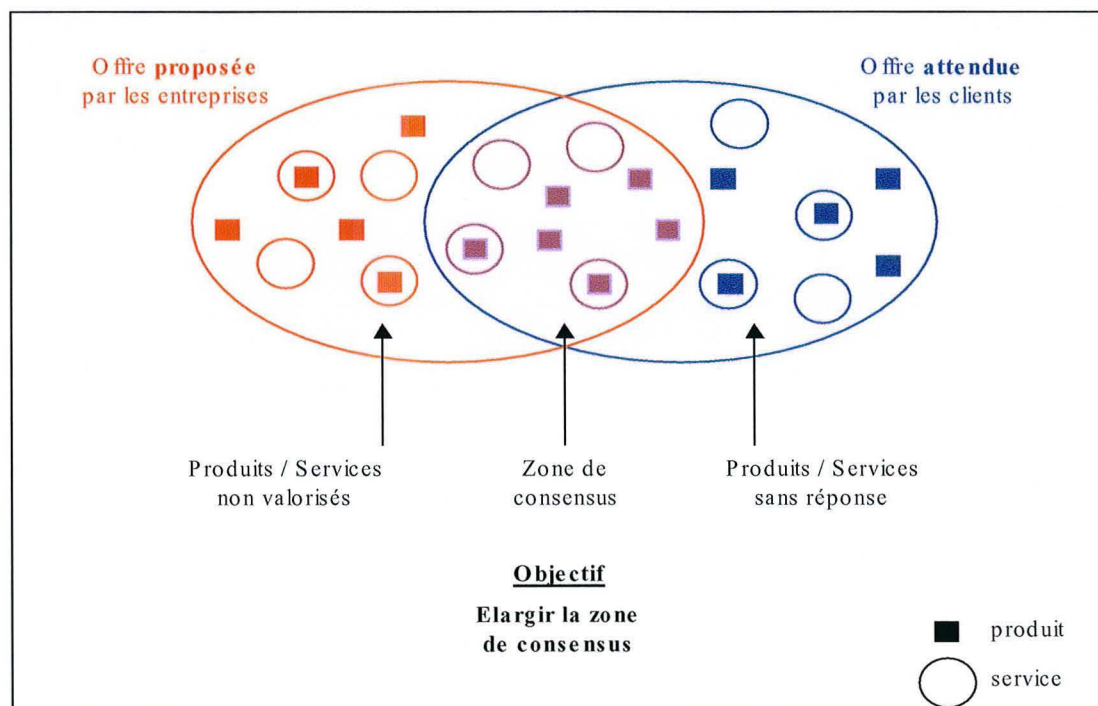 Offre proposée
par les entreprises
Offre attendue
par les clients
Produits / Services
non valorisés
Zone de
consensus
Produits / Services
sans réponse
Objectif
Elargir la zone
de consensus
produit
service